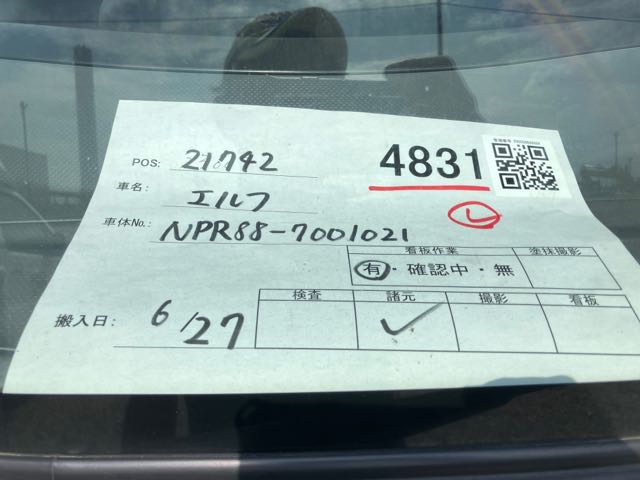 POS: 21742
4831
車名: エルフ
車体No.: NPR88-7001021
看板作業 塗抹撮影
有・確認中・無
検査 諸元 撮影 看板
搬入日: 6/27